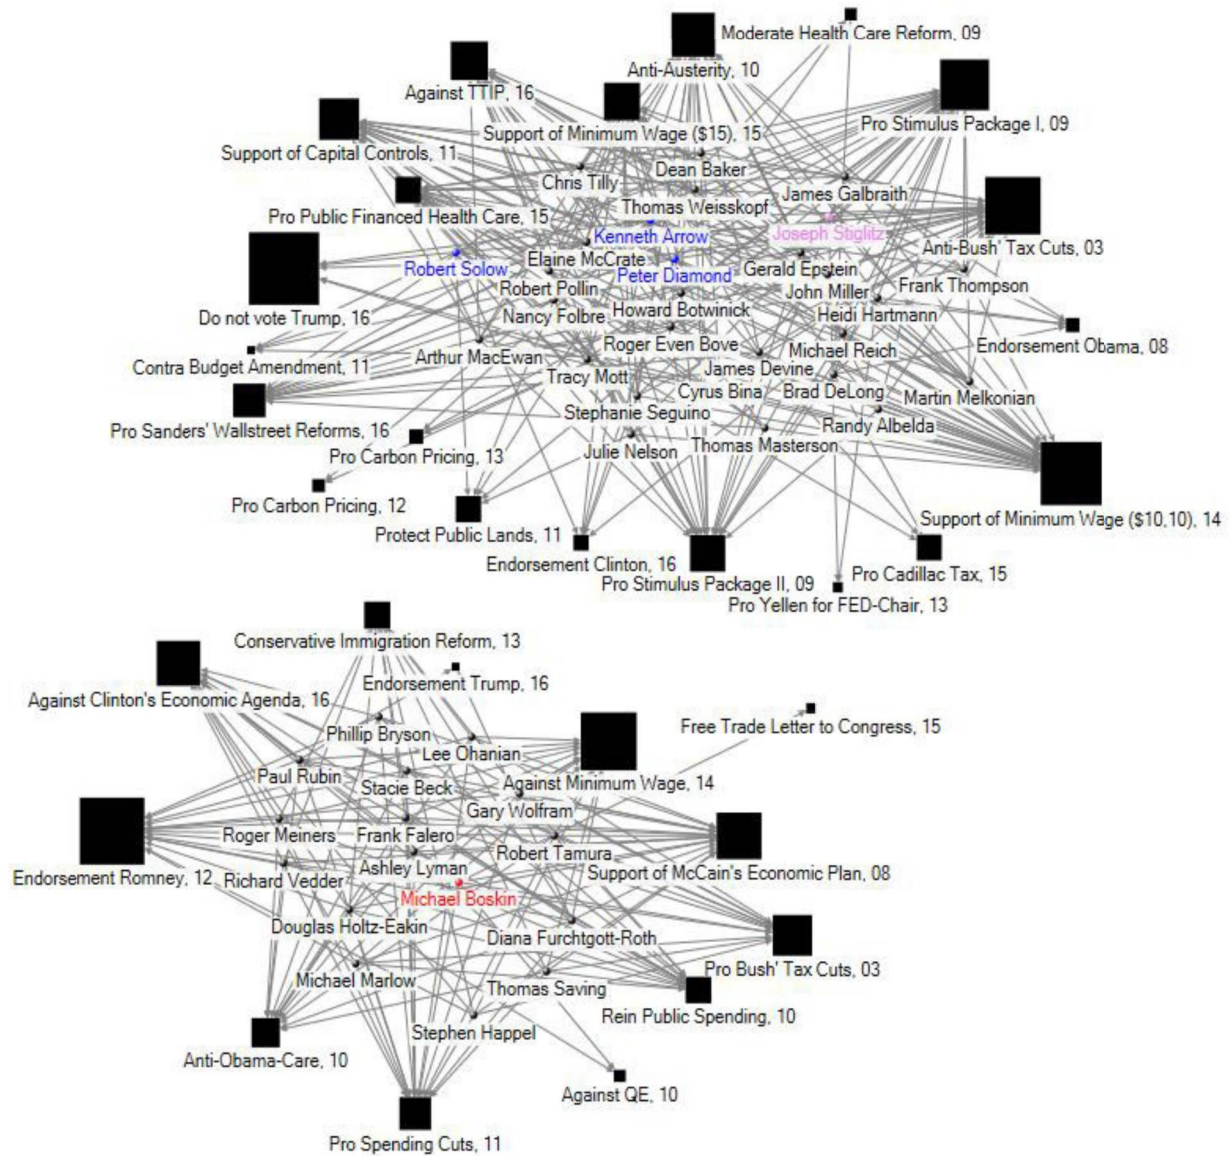 Moderate Health Care Reform, 09
Anti-Austerity, 10
Against TTIP, 16
Pro Stimulus Package I, 09
Support of Minimum Wage ($15), 15
Support of Capital Controls, 11
Dean Baker
Chris Tilly
James Galbraith
Thomas Weisskopf
Pro Public Financed Health Care, 15
Kenneth Arrow
Joseph Stiglitz
Anti-Bush' Tax Cuts, 03
Elaine McCrate
Robert Solow
Peter Diamond
Gerald Epstein
Frank Thompson
Robert Pollin
John Miller
Howard Botwinick
Heidi Hartmann
Nancy Folbre
Do not vote Trump, 16
Roger Even Bove
Michael Reich
Endorsement Obama, 08
Arthur MacEwan
Contra Budget Amendment, 11
James Devine
Tracy Mott
Cyrus Bina
Brad DeLong
Martin Melkonian
Stephanie Seguino
Randy Albelda
Pro Sanders' Wallstreet Reforms, 16
Thomas Masterson
Julie Nelson
Pro Carbon Pricing, 13
Pro Carbon Pricing, 12
Support of Minimum Wage ($10,10), 14
Protect Public Lands, 11
Endorsement Clinton, 16
Pro Cadillac Tax, 15
Pro Stimulus Package II, 09
Pro Yellen for FED-Chair, 13
Conservative Immigration Reform, 13
Endorsement Trump, 16
Against Clinton's Economic Agenda, 16
Free Trade Letter to Congress, 15
Phillip Bryson
Lee Ohanian
Paul Rubin
Stacie Beck
Against Minimum Wage, 14
Gary Wolfram
Roger Meiners
Frank Falero
Robert Tamura
Ashley Lyman
Support of McCain's Economic Plan, 08
Endorsement Romney, 12
Richard Vedder
Michael Boskin
Douglas Holtz-Eakin
Diana Furchtgott-Roth
Pro Bush' Tax Cuts, 03
Michael Marlow
Thomas Saving
Rein Public Spending, 10
Stephen Happel
Anti-Obama-Care, 10
Against QE, 10
Pro Spending Cuts, 11